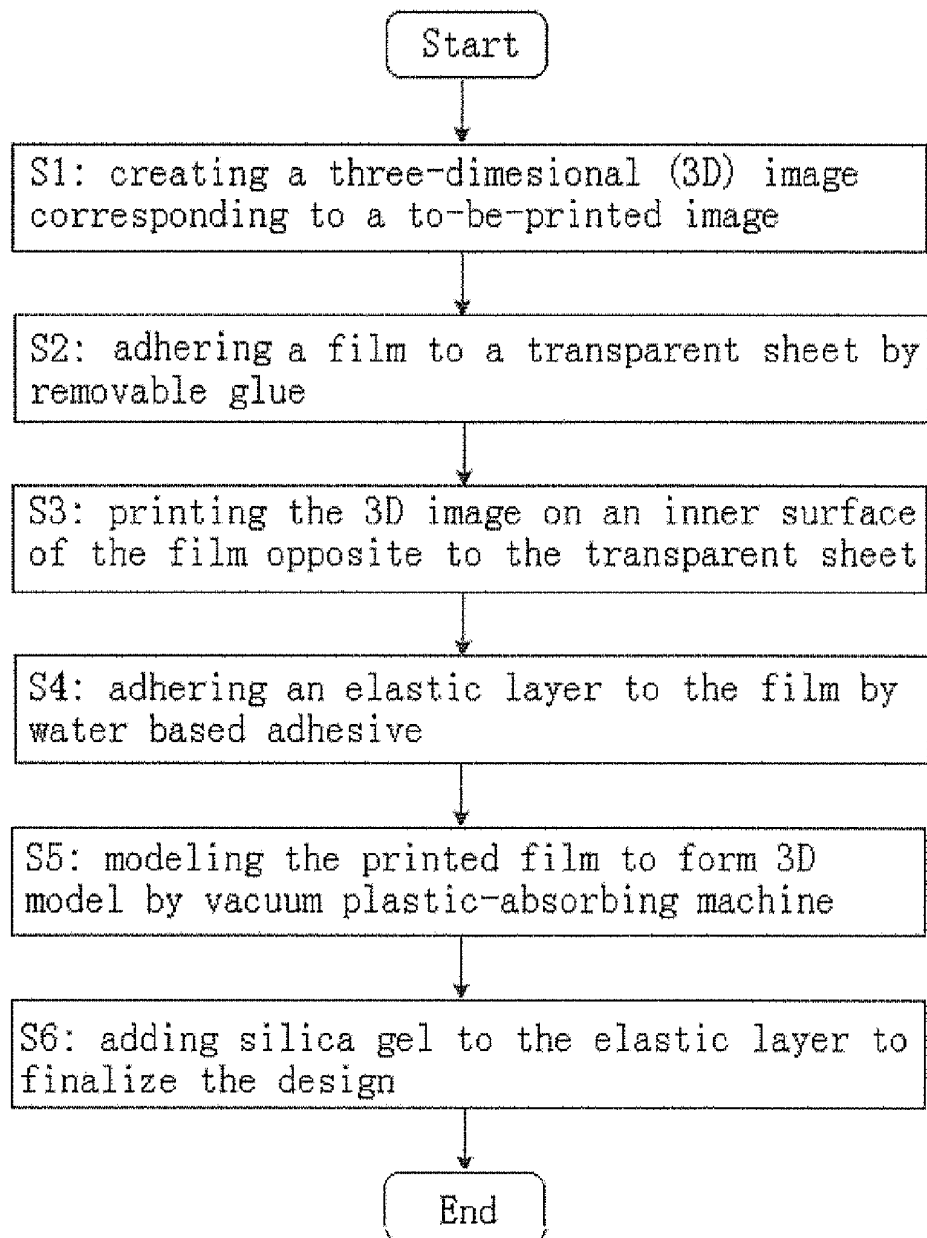 Start
S1: creating a three-dimesional (3D) image
corresponding to a to-be-printed image
S2: adhering a film to a transparent sheet by
removable glue
S3: printing the 3D image on an inner surface
of the film opposite to the transparent sheet
S4: adhering an elastic layer to the film by
water based adhesive
S5: modeling the printed film to form 3D
model by vacuum plastic-absorbing machine
S6: adding silica gel to the elastic layer to
finalize the design
End